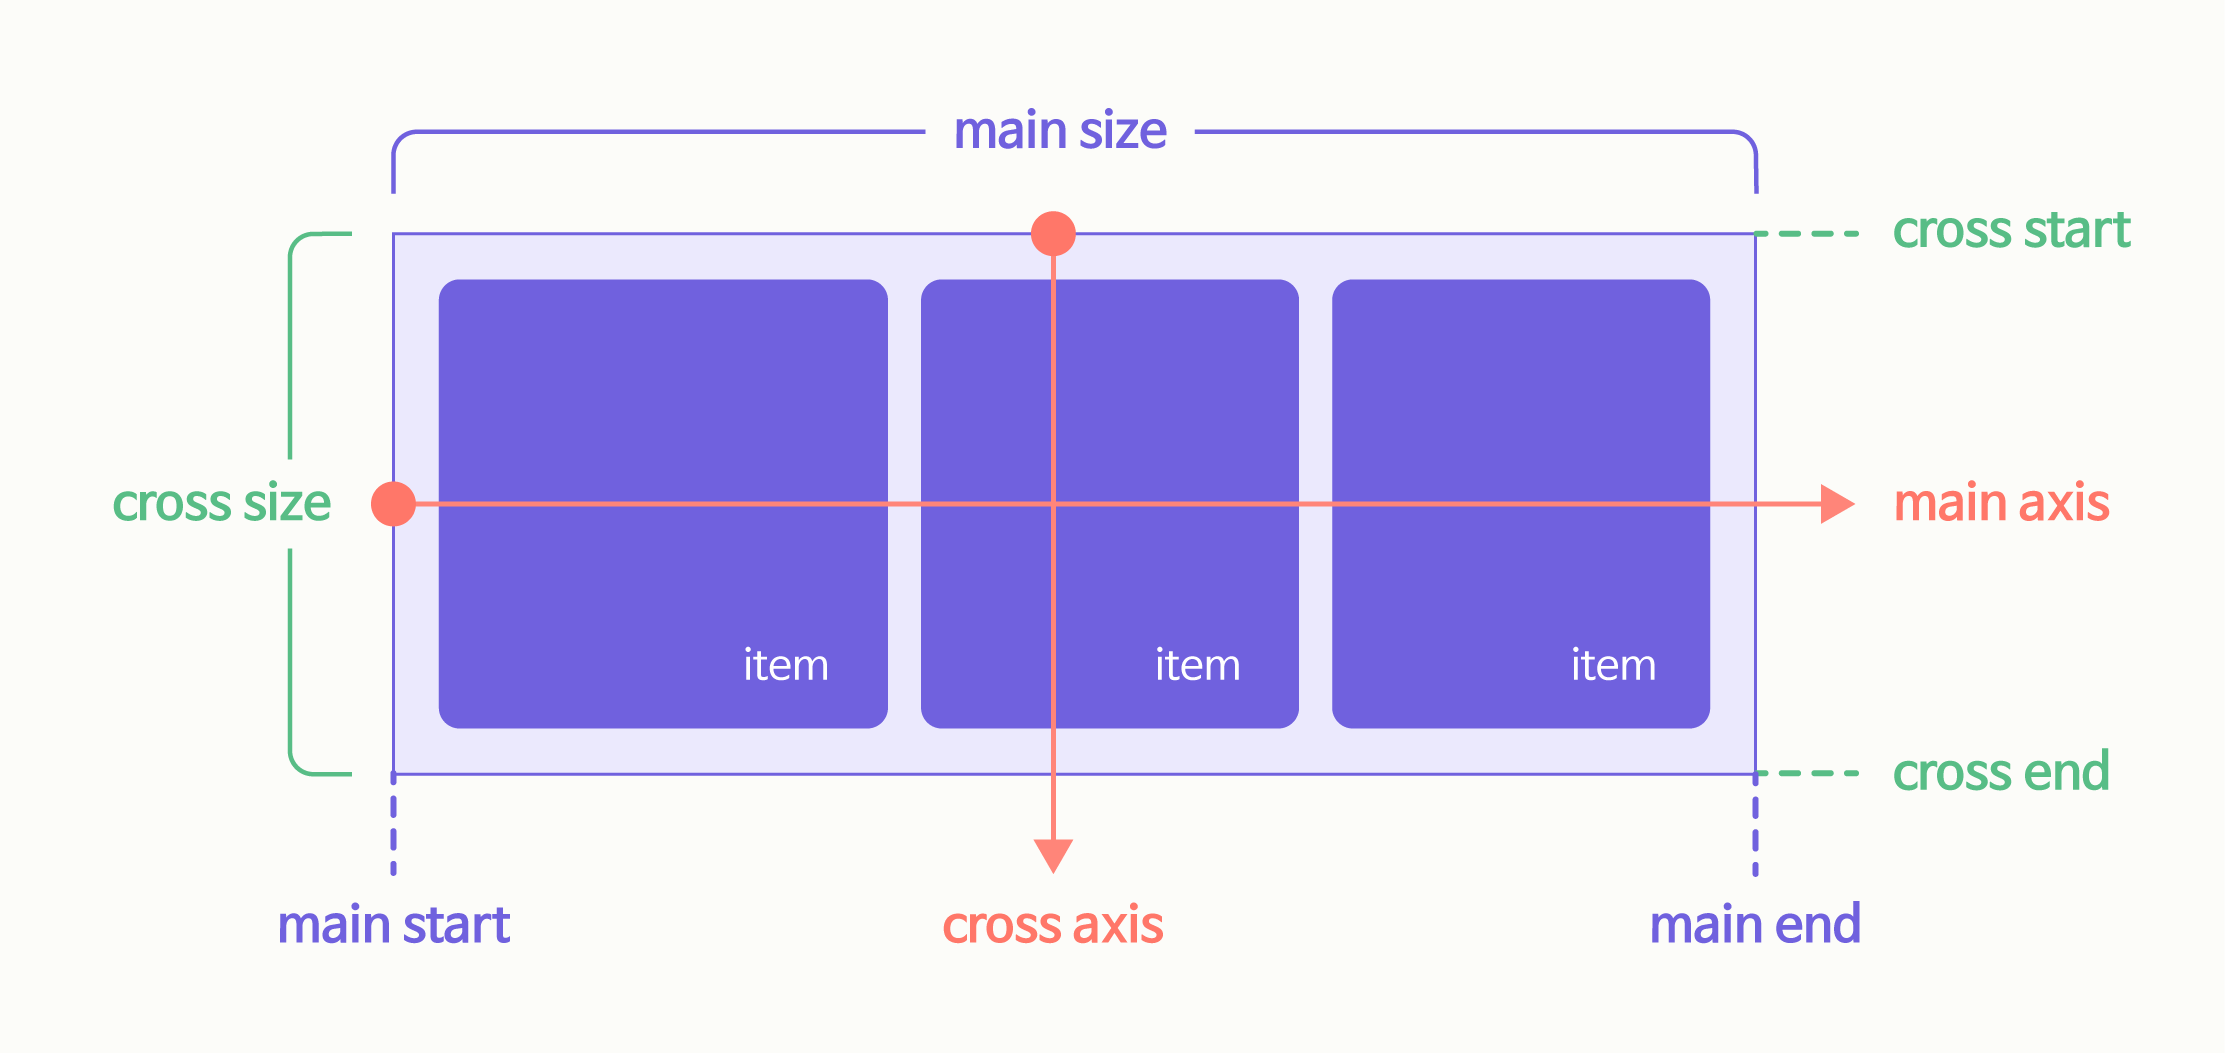 main size
cross start
cross size
main axis
item
item
item
cross end
main start
cross axis
main end